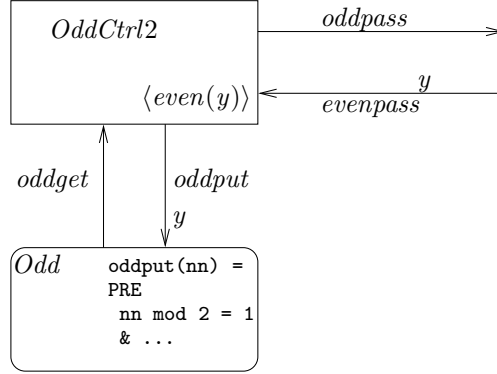 OddCtrl2
oddpass
y
⟨even(y)⟩
evenpass
oddget
oddput
y
Odd
oddput(nn) =
PRE
nn mod 2 = 1
& ...